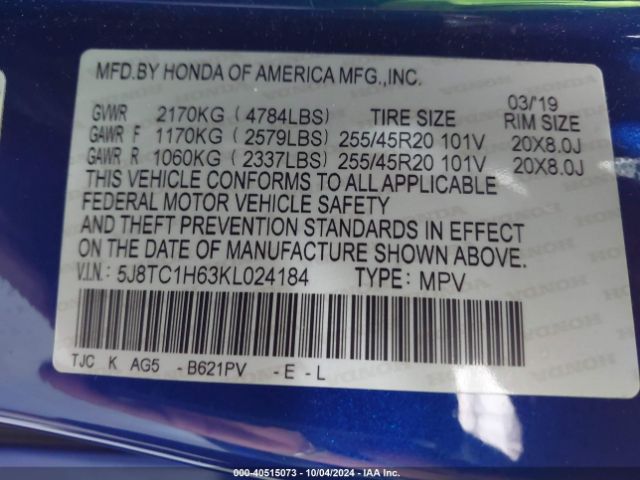 MFD.BY HONDA OF AMERICA MFG.,INC.
03/'19
GVWR 2170KG ( 4784LBS) TIRE SIZE RIM SIZE
GAWR F 1170KG ( 2579LBS) 255/45R20 101V 20X8.0J
GAWR R 1060KG ( 2337LBS) 255/45R20 101V 20X8.0J
THIS VEHICLE CONFORMS TO ALL APPLICABLE
FEDERAL MOTOR VEHICLE SAFETY
AND THEFT PREVENTION STANDARDS IN EFFECT
ON THE DATE OF MANUFACTURE SHOWN ABOVE.
V.I.N.: 5J8TC1H63KL024184 TYPE: MPV
TJC K AG5 - B621PV - E - L
000-40515073 - 10/04/2024 - IAA Inc.